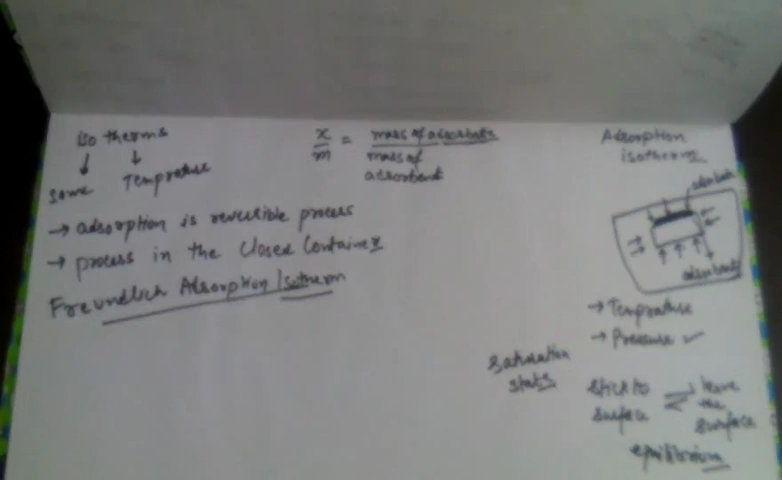 iso therms
same Temprature
x/m = mass of adsorbate / mass of adsorbent
→ adsorption is reversible process
→ process in the closed container
Freundlich Adsorption Isotherm
Adsorption
isotherm
→ Temprature
→ Pressure ✓
Saturation
state
stick to ⇌ leave
surface the
surface
equilibrium